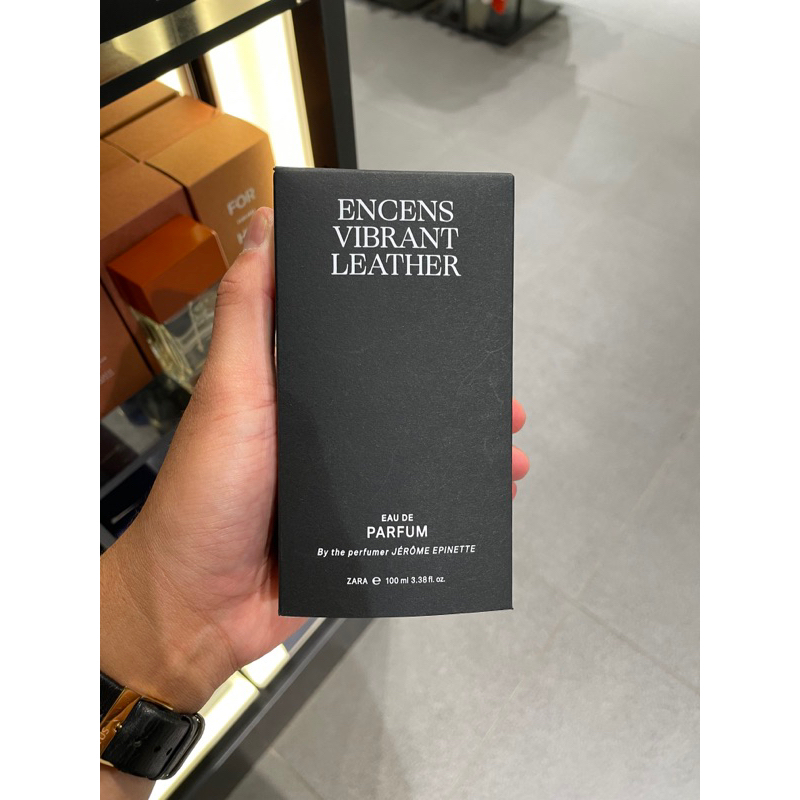 ENCENS
VIBRANT
LEATHER
EAU DE
PARFUM
By the perfumer JÉRÔME EPINETTE
ZARA ℮ 100 ml 3.38 fl. oz.
FOR